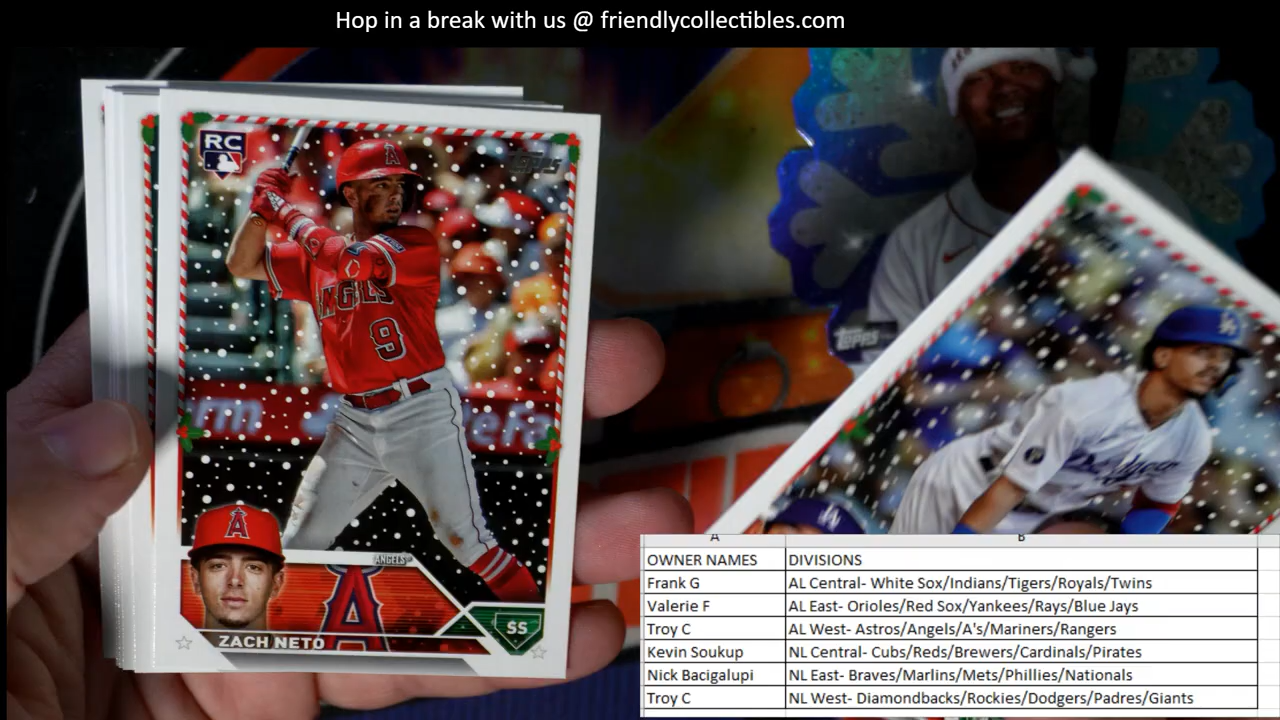 Hop in a break with us @ friendlycollectibles.com
RC
TOPPS
A
ANGELS
9
TOPPS
Dodgers
ANGELS
A
A
SS
ZACH NETO
A B
OWNER NAMES DIVISIONS
Frank G AL Central- White Sox/Indians/Tigers/Royals/Twins
Valerie F AL East- Orioles/Red Sox/Yankees/Rays/Blue Jays
Troy C AL West- Astros/Angels/A's/Mariners/Rangers
Kevin Soukup NL Central- Cubs/Reds/Brewers/Cardinals/Pirates
Nick Bacigalupi NL East- Braves/Marlins/Mets/Phillies/Nationals
Troy C NL West- Diamondbacks/Rockies/Dodgers/Padres/Giants